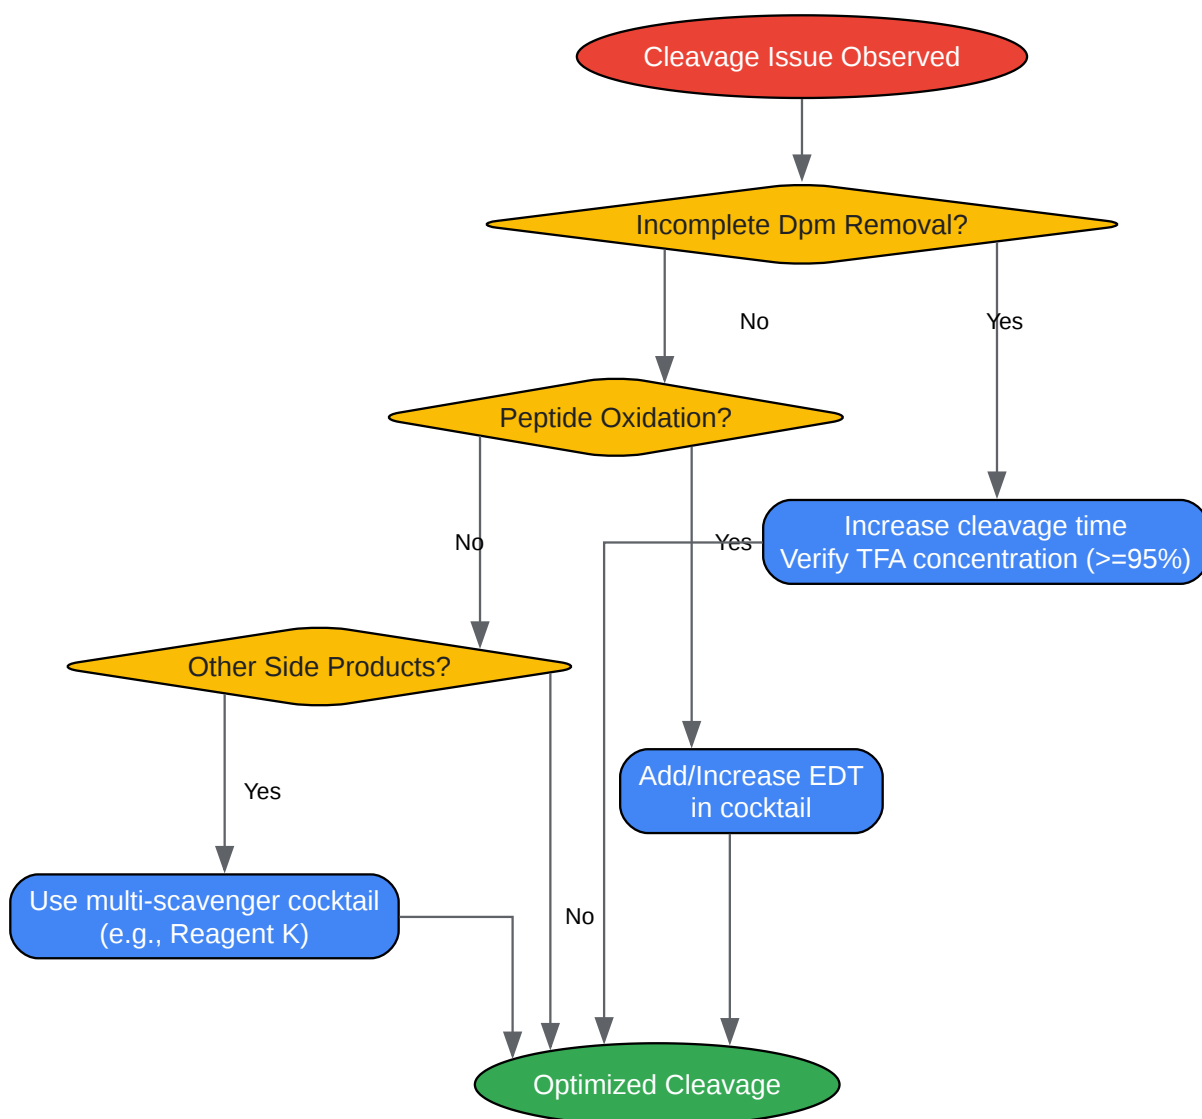 Cleavage Issue Observed
Incomplete Dpm Removal?
No
Yes
Peptide Oxidation?
Increase cleavage time
Verify TFA concentration (>=95%)
No
Yes
Other Side Products?
Add/Increase EDT
in cocktail
Yes
Use multi-scavenger cocktail
(e.g., Reagent K)
No
Optimized Cleavage